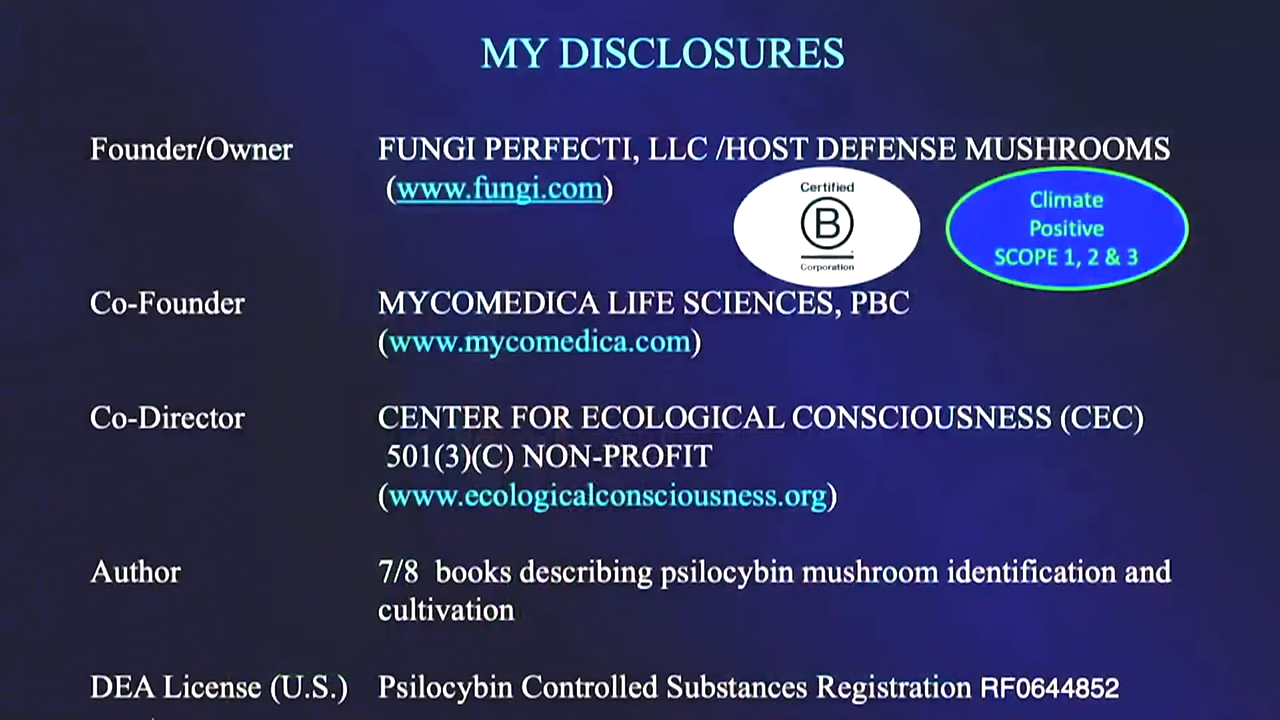 MY DISCLOSURES
Founder/Owner FUNGI PERFECTI, LLC /HOST DEFENSE MUSHROOMS
(www.fungi.com)
Certified
B
Corporation
Climate
Positive
SCOPE 1, 2 & 3
Co-Founder MYCOMEDICA LIFE SCIENCES, PBC
(www.mycomedica.com)
Co-Director CENTER FOR ECOLOGICAL CONSCIOUSNESS (CEC)
501(3)(C) NON-PROFIT
(www.ecologicalconsciousness.org)
Author 7/8 books describing psilocybin mushroom identification and
cultivation
DEA License (U.S.) Psilocybin Controlled Substances Registration RF0644852